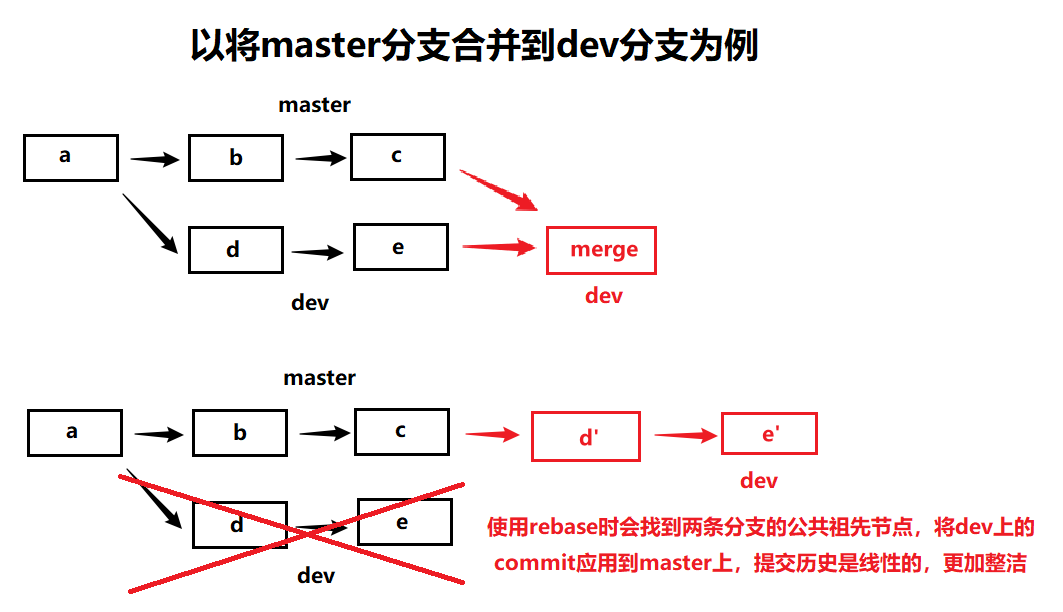 以将master分支合并到dev分支为例
master
a
b
c
d
e
merge
dev
dev
master
a
b
c
d'
e'
dev
d
e
使用rebase时会找到两条分支的公共祖先节点，将dev上的
commit应用到master上，提交历史是线性的，更加整洁
dev